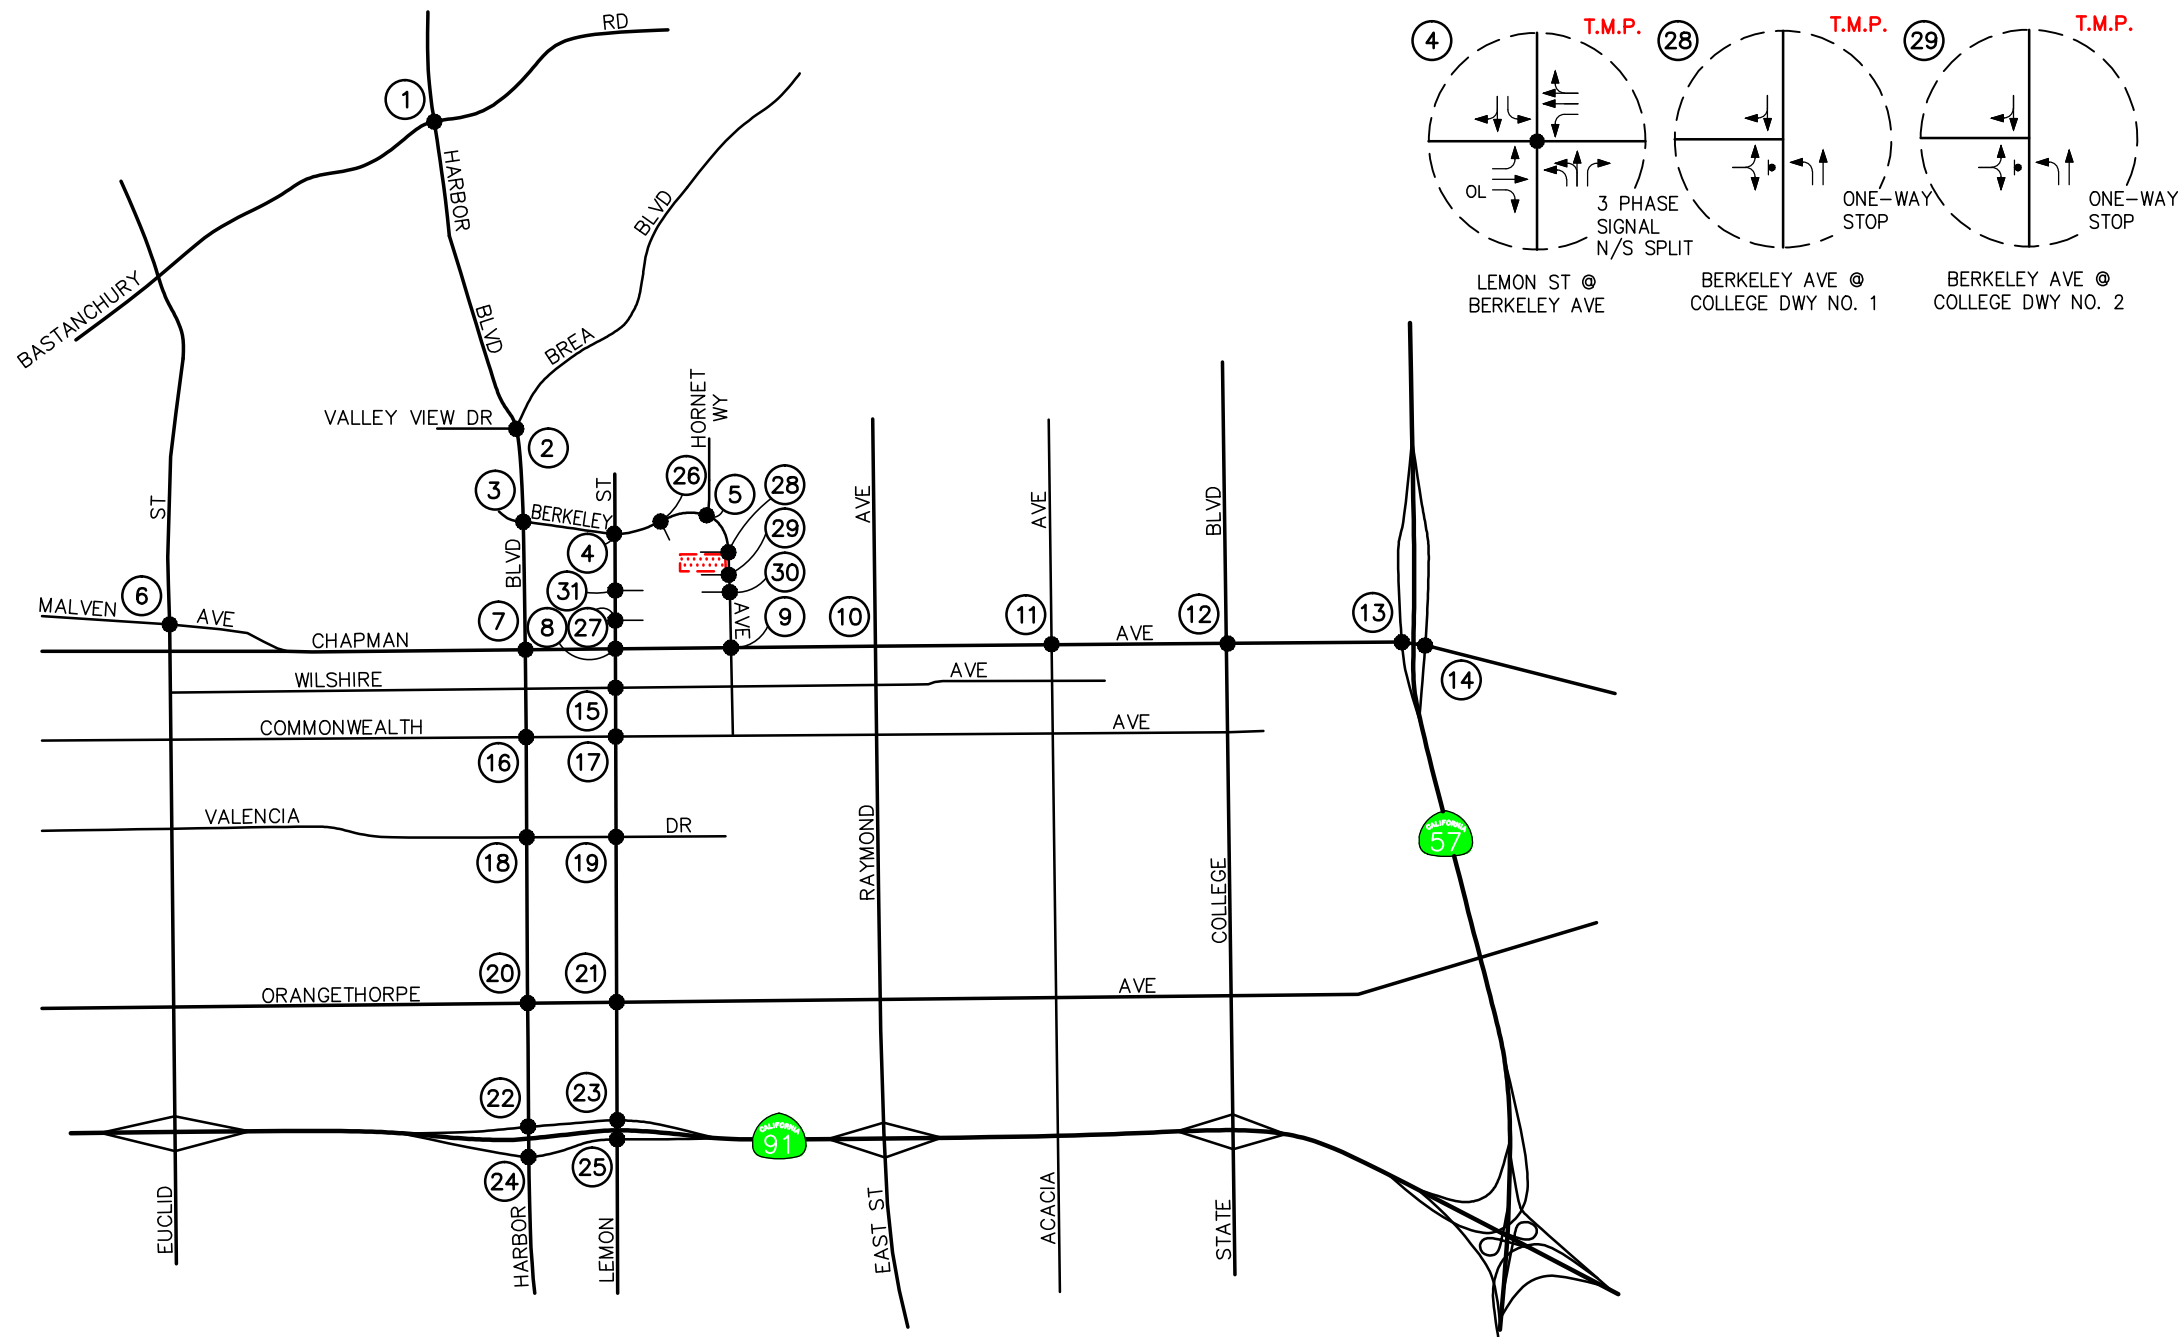 RD
1
HARBOR
BLVD
BLVD
BREA
BASTANCHURY
4
T.M.P.
OL
3 PHASE
SIGNAL
N/S SPLIT
LEMON ST @
BERKELEY AVE
28
T.M.P.
ONE-WAY
STOP
BERKELEY AVE @
COLLEGE DWY NO. 1
29
T.M.P.
ONE-WAY
STOP
BERKELEY AVE @
COLLEGE DWY NO. 2
VALLEY VIEW DR
2
HORNET
WY
ST
3
BERKELEY
ST
26
5
28
29
30
4
31
BLVD
AVE
AVE
AVE
BLVD
6
MALVEN
AVE
7
8
27
9
10
11
12
13
14
CHAPMAN
AVE
WILSHIRE
AVE
15
COMMONWEALTH
AVE
16
17
VALENCIA
DR
18
19
RAYMOND
COLLEGE
CALIFORNIA
57
20
21
ORANGETHORPE
AVE
22
23
CALIFORNIA
91
24
25
EUCLID
HARBOR
LEMON
EAST ST
ACACIA
STATE